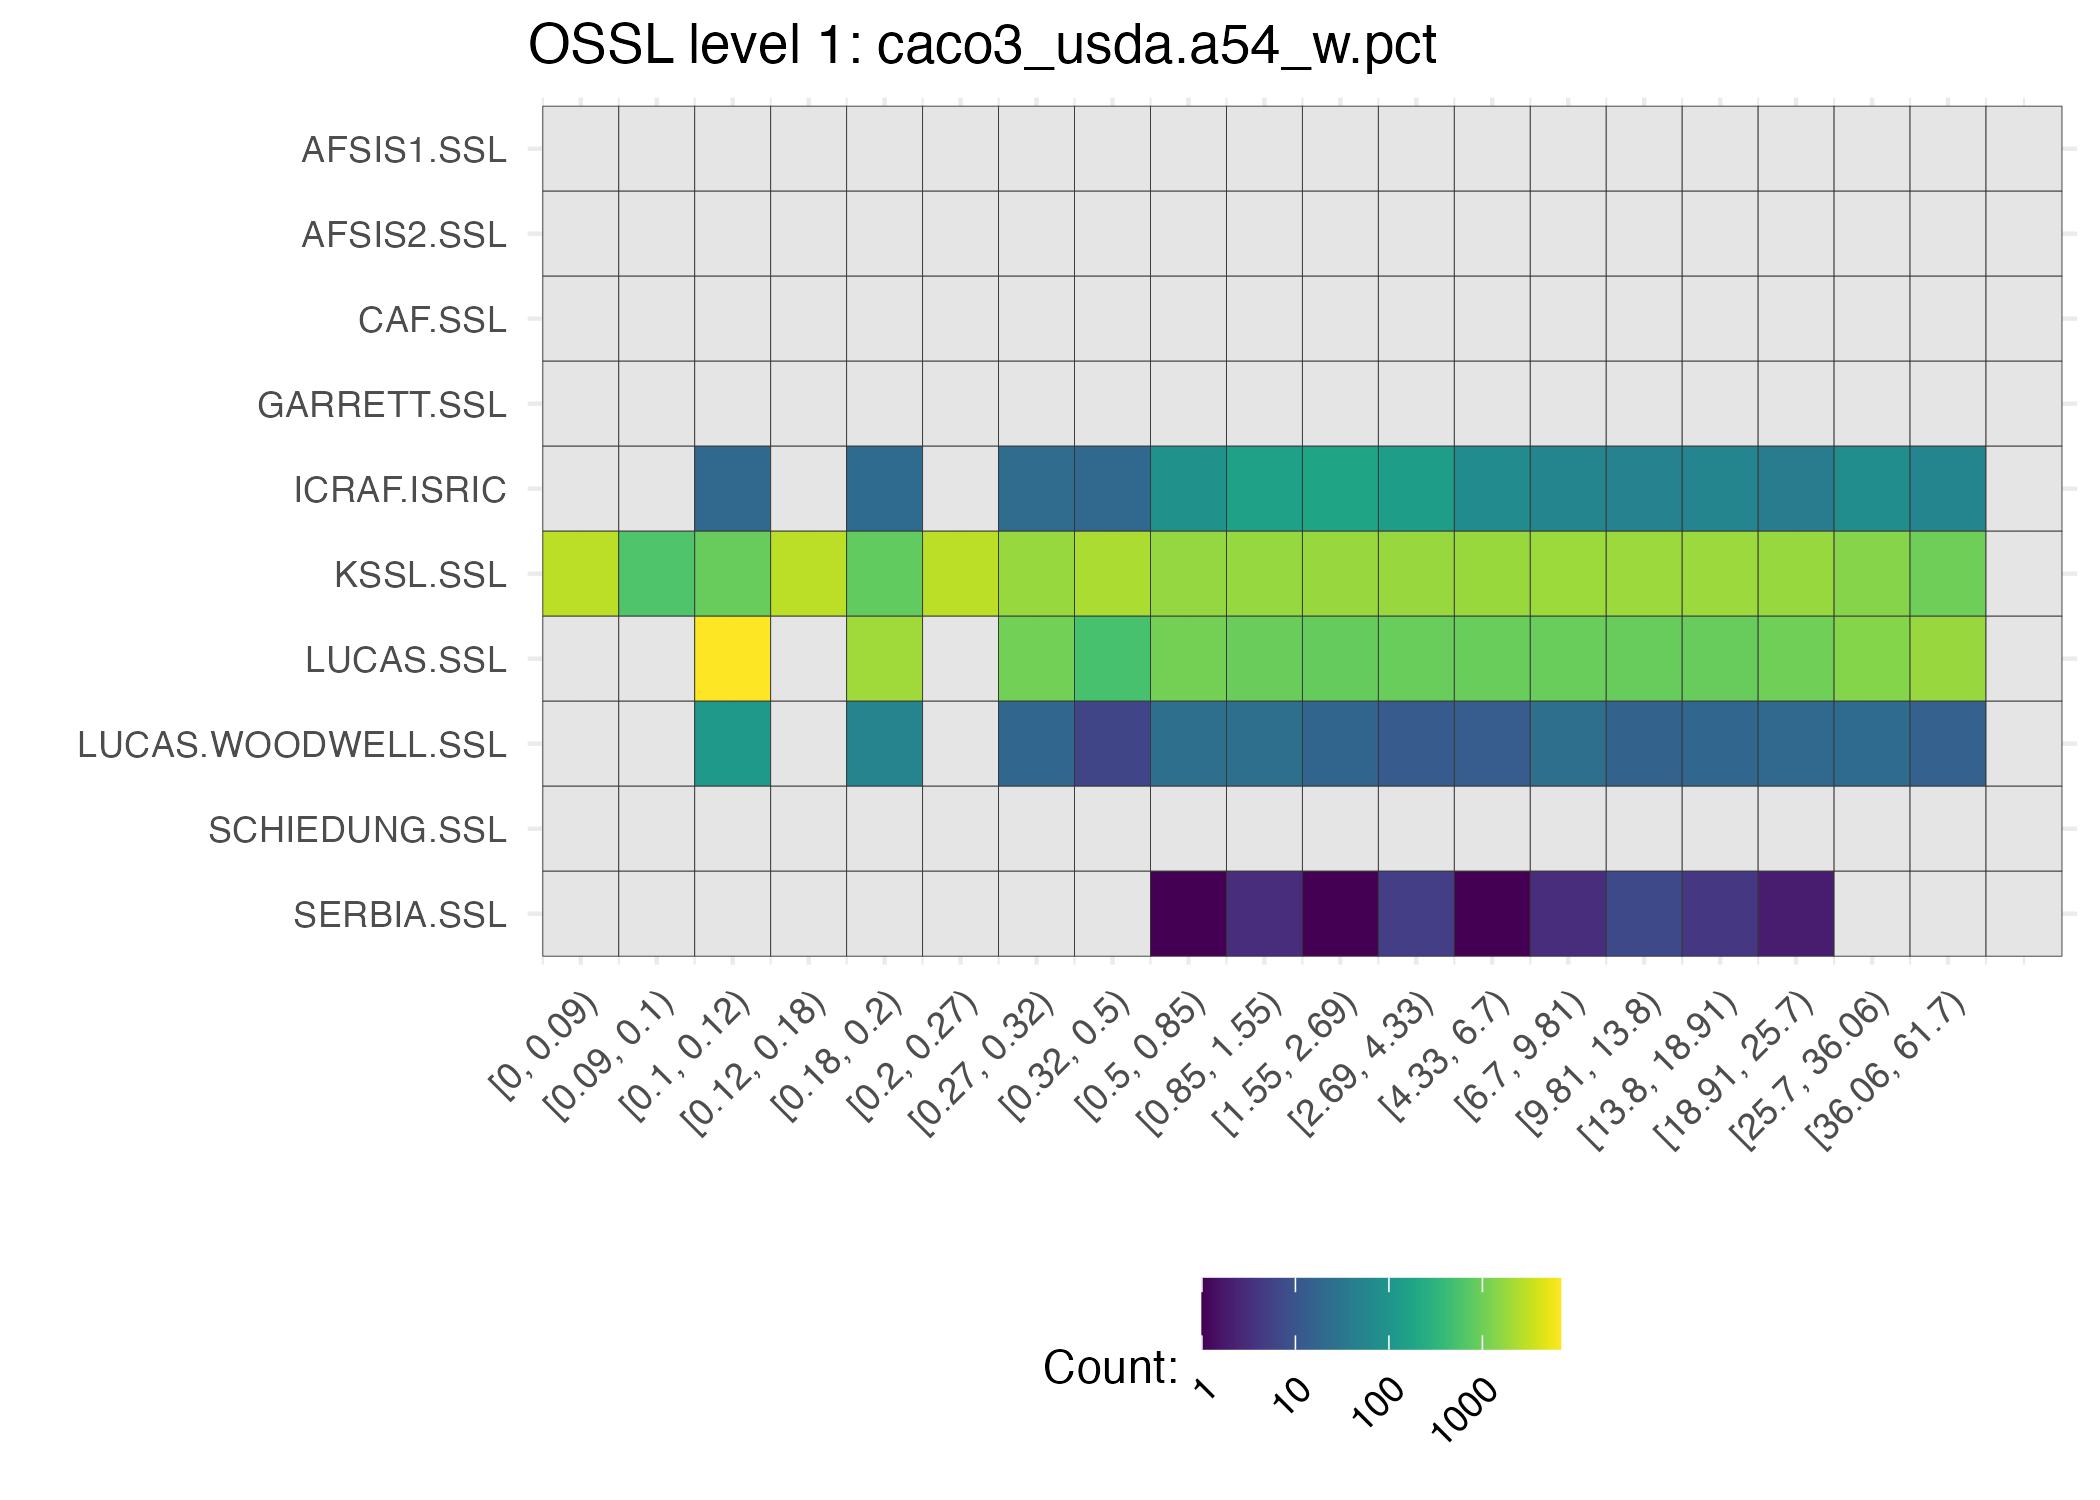 OSSL level 1: caco3_usda.a54_w.pct
AFSIS1.SSL
AFSIS2.SSL
CAF.SSL
GARRETT.SSL
ICRAF.ISRIC
KSSL.SSL
LUCAS.SSL
LUCAS.WOODWELL.SSL
SCHIEDUNG.SSL
SERBIA.SSL
[0, 0.09)
[0.09, 0.1)
[0.1, 0.12)
[0.12, 0.18)
[0.18, 0.2)
[0.2, 0.27)
[0.27, 0.32)
[0.32, 0.5)
[0.5, 0.85)
[0.85, 1.55)
[1.55, 2.69)
[2.69, 4.33)
[4.33, 6.7)
[6.7, 9.81)
[9.81, 13.8)
[13.8, 18.91)
[18.91, 25.7)
[25.7, 36.06)
[36.06, 61.7)
Count:
1
10
100
1000